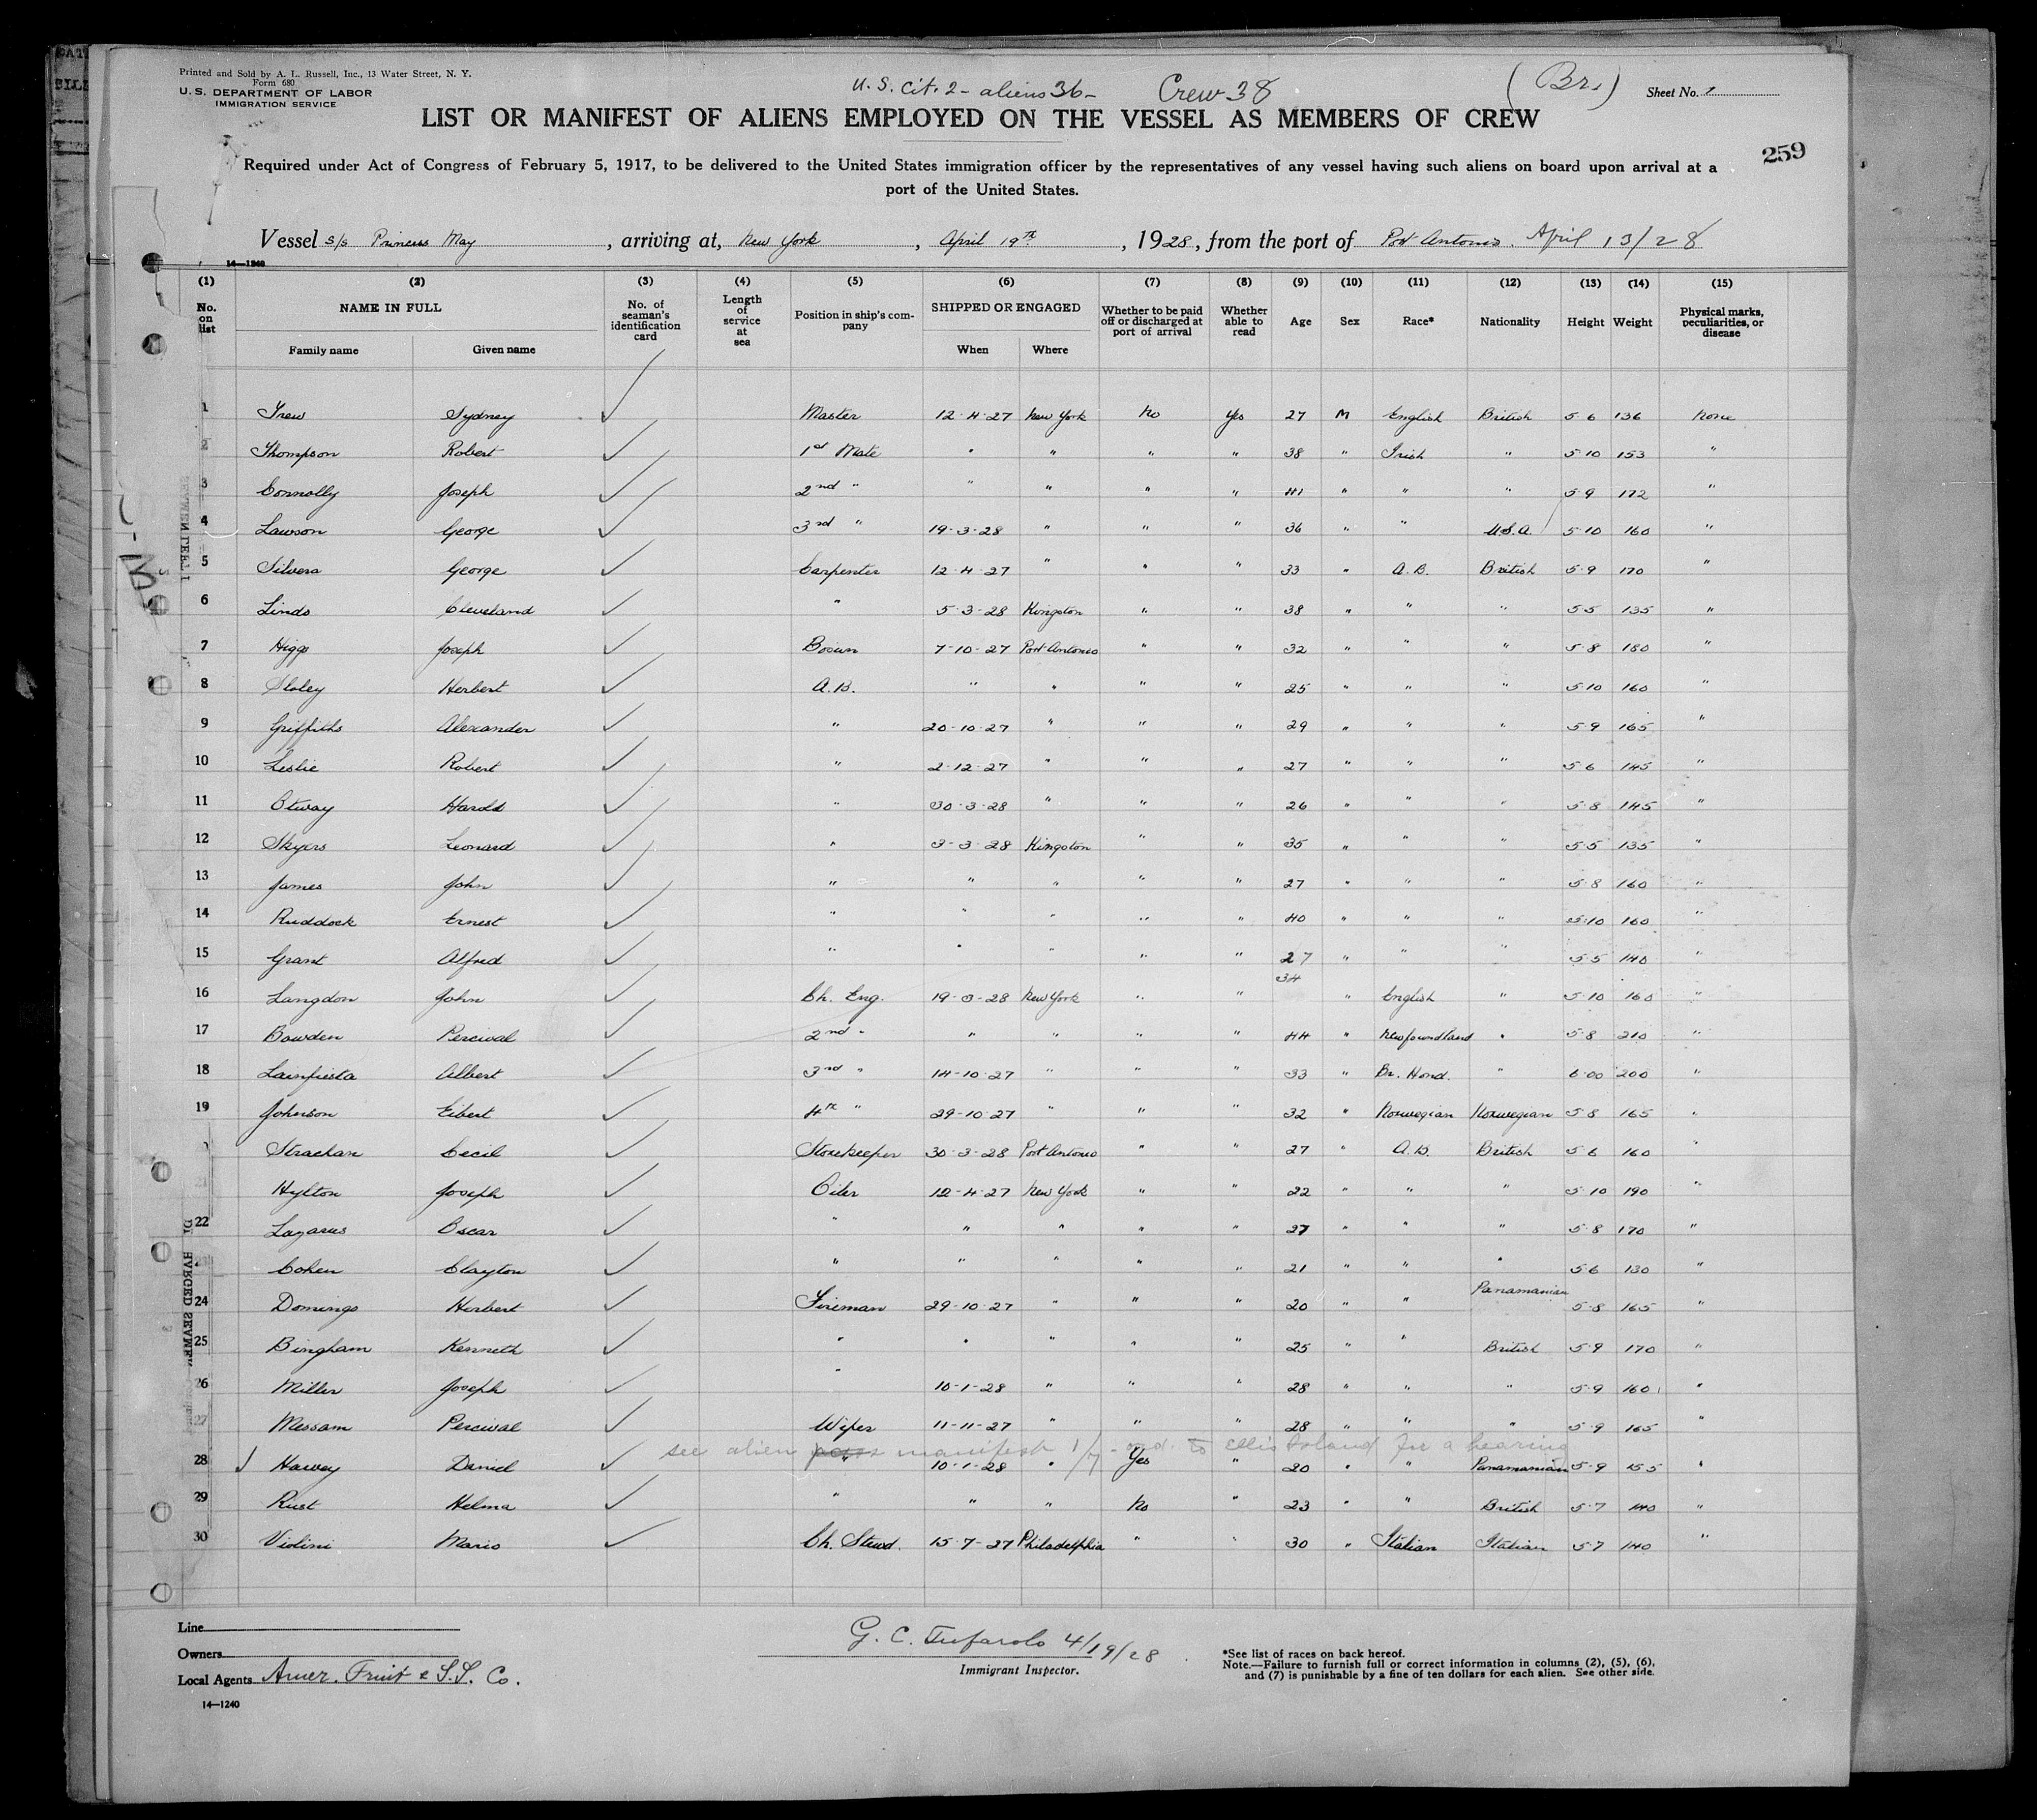 Printed and Sold by A. L. Russell, Inc., 13 Water Street, N. Y.
Form 680
U. S. DEPARTMENT OF LABOR
IMMIGRATION SERVICE
U. S. Cit. 2 - aliens 36 - Crew 38 (Br.) Sheet No. 1
LIST OR MANIFEST OF ALIENS EMPLOYED ON THE VESSEL AS MEMBERS OF CREW
259
Required under Act of Congress of February 5, 1917, to be delivered to the United States immigration officer by the representatives of any vessel having such aliens on board upon arrival at a
port of the United States.
Vessel S/S Princess May, arriving at, New York, April 19th, 1928, from the port of Port Antonio. April 13/28
14—1240
(1) (2) (3) (4) (5) (6) (7) (8) (9) (10) (11) (12) (13) (14) (15)
No. on list NAME IN FULL Family name Given name No. of seaman's identification card Length of service at sea Position in ship's company SHIPPED OR ENGAGED When Where Whether to be paid off or discharged at port of arrival Whether able to read Age Sex Race* Nationality Height Weight Physical marks, peculiarities, or disease
1 Trew Sydney ✓ Master 12-4-27 New York No Yes 27 M English British 5 6 136 None
2 Thompson Robert ✓ 1st Mate " " " " 38 " Irish " 5 10 153 "
3 Connolly Joseph ✓ 2nd " " " " " 41 " " " 5 9 172 "
4 Lawson George ✓ 3rd " 19-3-28 " " " 36 " " U.S.A. 5 10 160 "
5 Silvera George ✓ Carpenter 12-4-27 " " " 33 " A.B. British 5 9 170 "
6 Lindo Cleveland ✓ " 5-3-28 Kingston " " 38 " " " 5 5 135 "
7 Higgs Joseph ✓ Bosun 7-10-27 Port Antonio " " 32 " " " 5 8 180 "
8 Sloley Herbert ✓ A.B. " " " " 25 " " " 5 10 160 "
9 Griffiths Alexander ✓ " 20-10-27 " " " 29 " " " 5 9 165 "
10 Leslie Robert ✓ " 2-12-27 " " " 27 " " " 5 6 145 "
11 Otway Harold ✓ " 30-3-28 " " " 26 " " " 5 8 145 "
12 Skyers Leonard ✓ " 3-3-28 Kingston " " 35 " " " 5 5 135 "
13 James John ✓ " " " " " 27 " " " 5 8 160 "
14 Ruddock Ernest ✓ " " " " " 40 " " " 5 10 160 "
15 Grant Alfred ✓ " " " " " 27 " " " 5 5 140 "
16 Langdon John ✓ Ch. Eng. 19-3-28 New York " " 34 " English " 5 10 160 "
17 Bowden Percival ✓ 2nd " " " " " 44 " Newfoundland " 5 8 210 "
18 Lainfiesta Albert ✓ 3rd " 14-10-27 " " " 33 " Br. Hond. " 6 00 200 "
19 Johnson Eibert ✓ 4th " 29-10-27 " " " 32 " Norwegian Norwegian 5 8 165 "
Strachan Cecil ✓ Storekeeper 30-3-28 Port Antonio " " 27 " A.B. British 5 6 160 "
Hylton Joseph ✓ Oiler 12-4-27 New York " " 22 " " " 5 10 190 "
22 Lazarus Oscar ✓ " " " " " 27 " " " 5 8 170 "
Cohen Clayton ✓ " " " " " 21 " " " 5 6 130 "
24 Domingo Herbert ✓ Fireman 29-10-27 " " " 20 " " Panamanian 5 8 165 "
25 Bingham Kenneth ✓ " " " " " 25 " " British 5 9 170 "
26 Miller Joseph ✓ " 10-1-28 " " " 28 " " " 5 9 160 "
27 Messam Percival ✓ Wiper 11-11-27 " " " 28 " " " 5 9 165 "
see alien manifest 1/7 - ord. to Ellis Island for a hearing
28 ✓ Harvey Daniel ✓ " 10-1-28 " Yes " 20 " " Panamanian 5 9 155 "
29 Rust Helma ✓ " " " No " 23 " " British 5 7 140 "
30 Violini Mario ✓ Ch. Stewd. 15-7-27 Philadelphia " " 30 " Italian Italian 5 7 140 "
Line
Owners
Local Agents Amer. Fruit & S.S. Co.
14—1240
G. C. Tufarolo 4/19/28
Immigrant Inspector.
*See list of races on back hereof.
Note.—Failure to furnish full or correct information in columns (2), (5), (6),
and (7) is punishable by a fine of ten dollars for each alien. See other side.